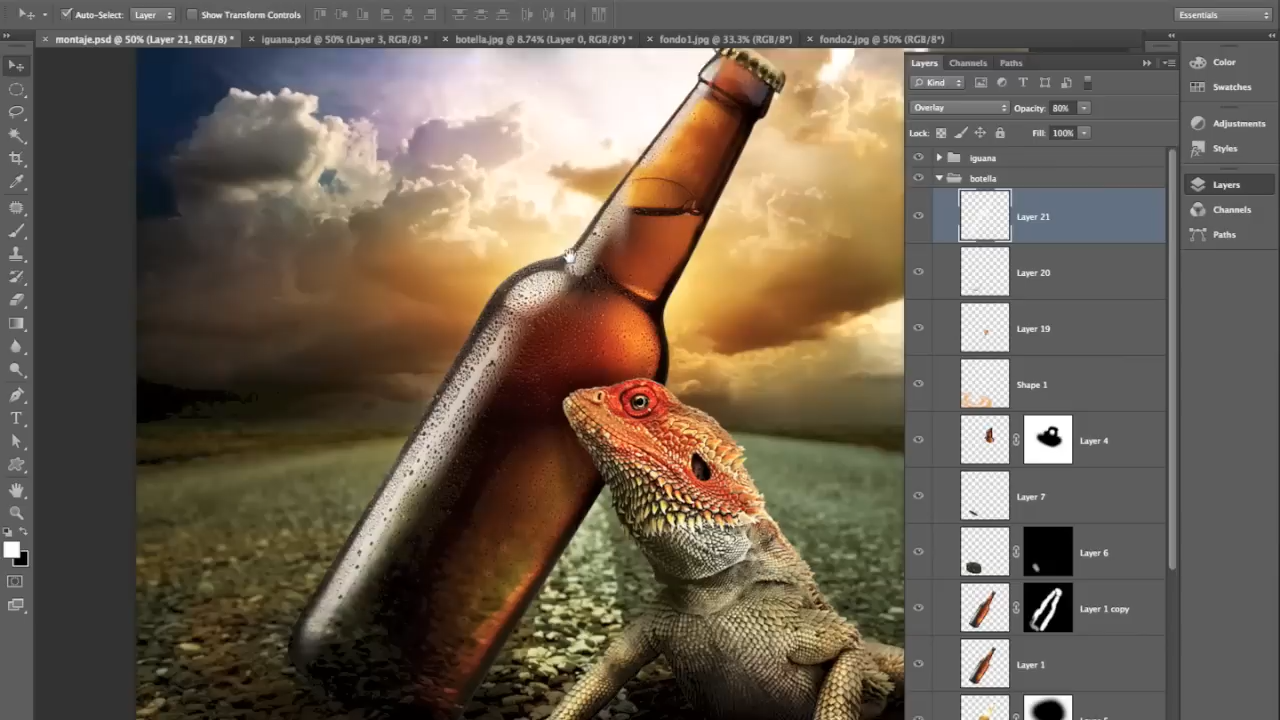 Auto-Select: Layer Show Transform Controls Essentials
× montaje.psd @ 50% (Layer 21, RGB/8) * × iguana.psd @ 50% (Layer 3, RGB/8) * × botella.jpg @ 8.74% (Layer 0, RGB/8*) * × fondo1.jpg @ 33.3% (RGB/8*) × fondo2.jpg @ 50% (RGB/8*)
Layers Channels Paths
Kind
Overlay Opacity: 80%
Lock: Fill: 100%
iguana
botella
Layer 21
Layer 20
Layer 19
Shape 1
Layer 4
Layer 7
Layer 6
Layer 1 copy
Layer 1
Color
Swatches
Adjustments
Styles
Layers
Channels
Paths